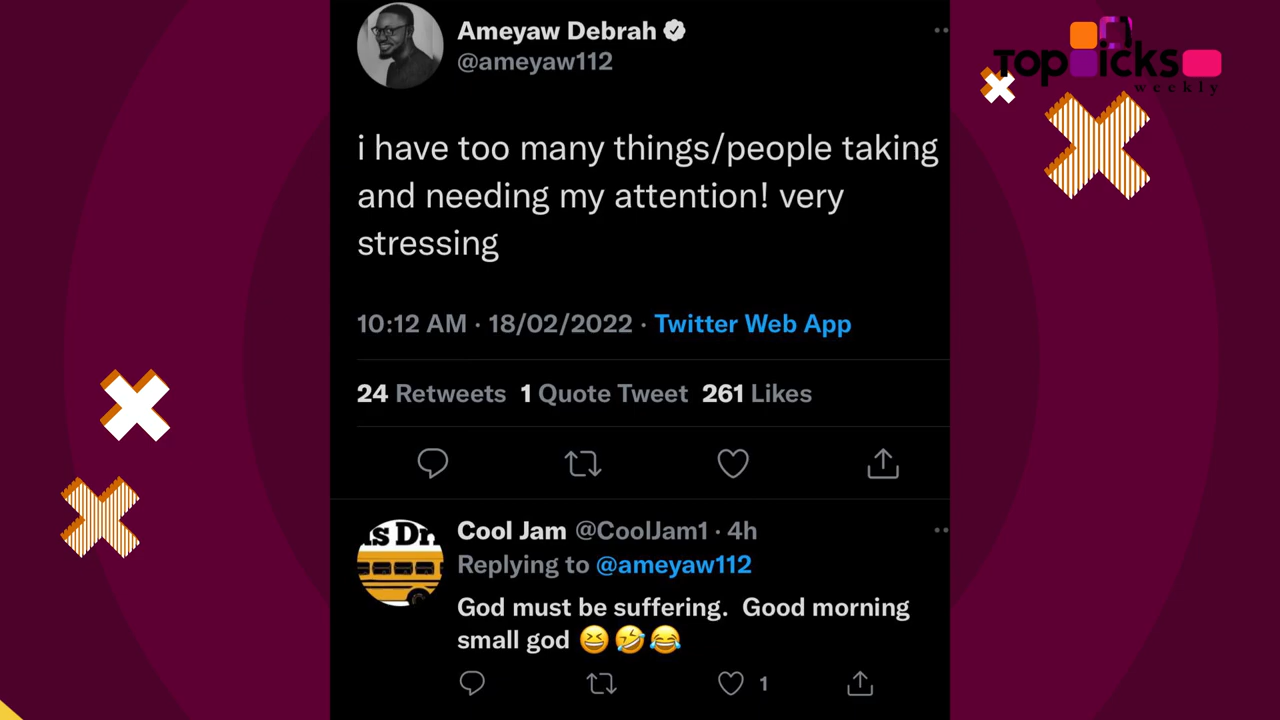 Ameyaw Debrah
@ameyaw112
TopPicks
weekly
i have too many things/people taking
and needing my attention! very
stressing
10:12 AM · 18/02/2022 · Twitter Web App
24 Retweets 1 Quote Tweet 261 Likes
s Dr
Cool Jam @CoolJam1 · 4h
Replying to @ameyaw112
God must be suffering. Good morning
small god 😆🤣😂
1